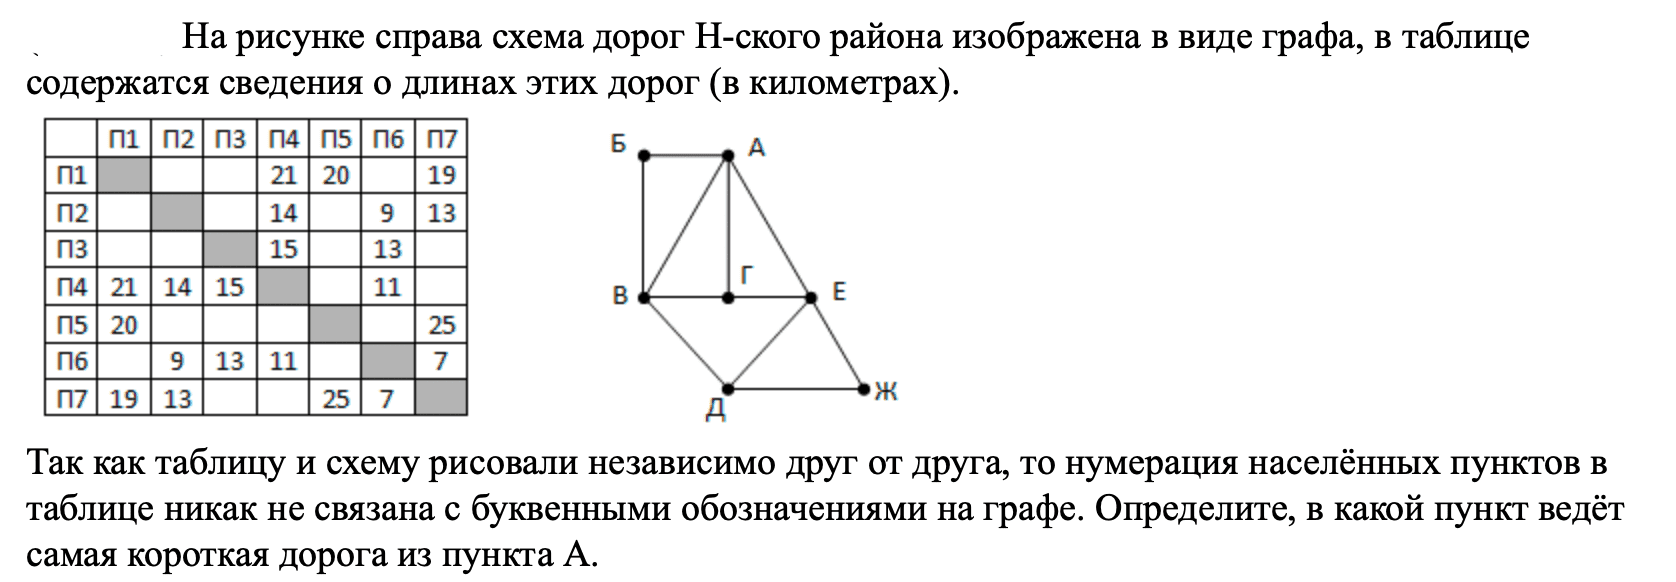 На рисунке справа схема дорог Н-ского района изображена в виде графа, в таблице
содержатся сведения о длинах этих дорог (в километрах).
П1 П2 П3 П4 П5 П6 П7
П1 21 20 19
П2 14 9 13
П3 15 13
П4 21 14 15 11
П5 20 25
П6 9 13 11 7
П7 19 13 25 7
Б А
В Г Е
Д Ж
Так как таблицу и схему рисовали независимо друг от друга, то нумерация населённых пунктов в
таблице никак не связана с буквенными обозначениями на графе. Определите, в какой пункт ведёт
самая короткая дорога из пункта А.